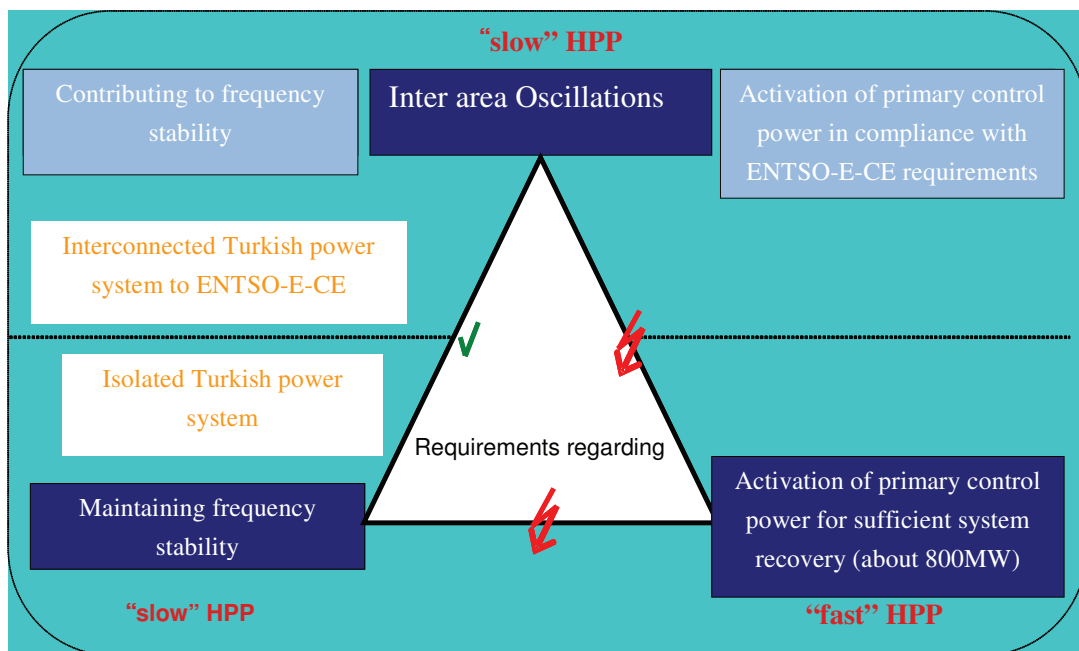 “slow” HPP
Contributing to frequency
stability
Inter area Oscillations
Activation of primary control
power in compliance with
ENTSO-E-CE requirements
Interconnected Turkish power
system to ENTSO-E-CE
Isolated Turkish power
system
Requirements regarding
Maintaining frequency
stability
Activation of primary control
power for sufficient system
recovery (about 800MW)
“slow” HPP
“fast” HPP